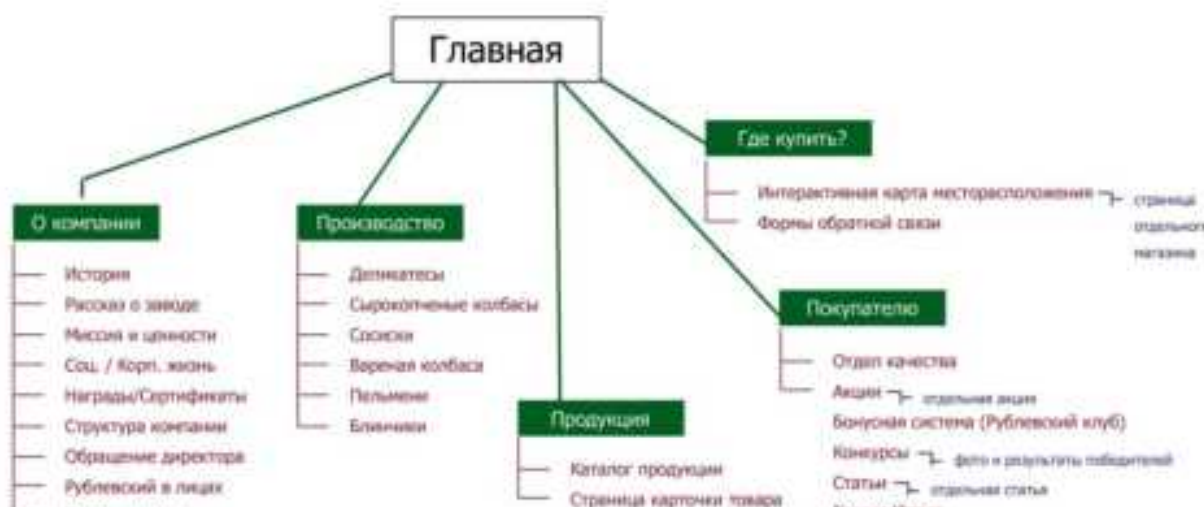 Главная
Где купить?
Интерактивная карта месторасположения
страница
отдельного
магазина
Формы обратной связи
О компании
История
Рассказ о заводе
Миссия и ценности
Соц. / Корп. жизнь
Награды/Сертификаты
Структура компании
Обращение директора
Рублевский в лицах
Производство
Деликатесы
Сырокопченые колбасы
Сосиски
Вареная колбаса
Пельмени
Блинчики
Продукция
Каталог продукции
Страница карточки товара
Покупателю
Отдел качества
Акции
отдельная акция
Бонусная система (Рублевский клуб)
Конкурсы
фото и результаты победителей
Статьи
отдельная статья